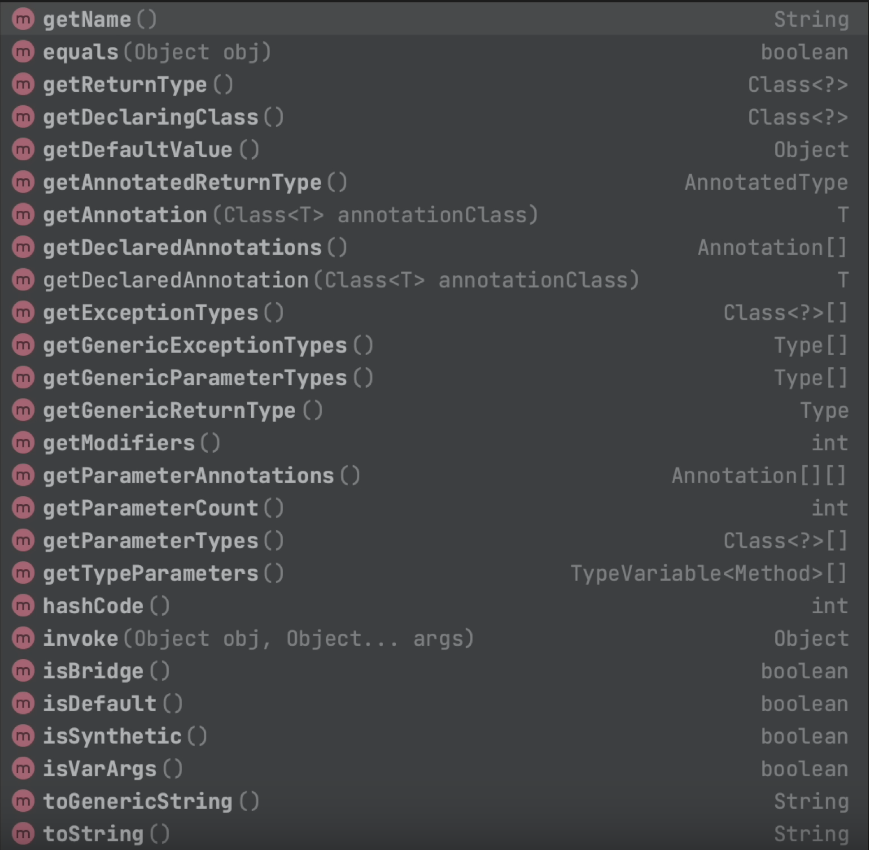 m getName() String
m equals(Object obj) boolean
m getReturnType() Class<?>
m getDeclaringClass() Class<?>
m getDefaultValue() Object
m getAnnotatedReturnType() AnnotatedType
m getAnnotation(Class<T> annotationClass) T
m getDeclaredAnnotations() Annotation[]
m getDeclaredAnnotation(Class<T> annotationClass) T
m getExceptionTypes() Class<?>[]
m getGenericExceptionTypes() Type[]
m getGenericParameterTypes() Type[]
m getGenericReturnType() Type
m getModifiers() int
m getParameterAnnotations() Annotation[][]
m getParameterCount() int
m getParameterTypes() Class<?>[]
m getTypeParameters() TypeVariable<Method>[]
m hashCode() int
m invoke(Object obj, Object... args) Object
m isBridge() boolean
m isDefault() boolean
m isSynthetic() boolean
m isVarArgs() boolean
m toGenericString() String
m toString() String